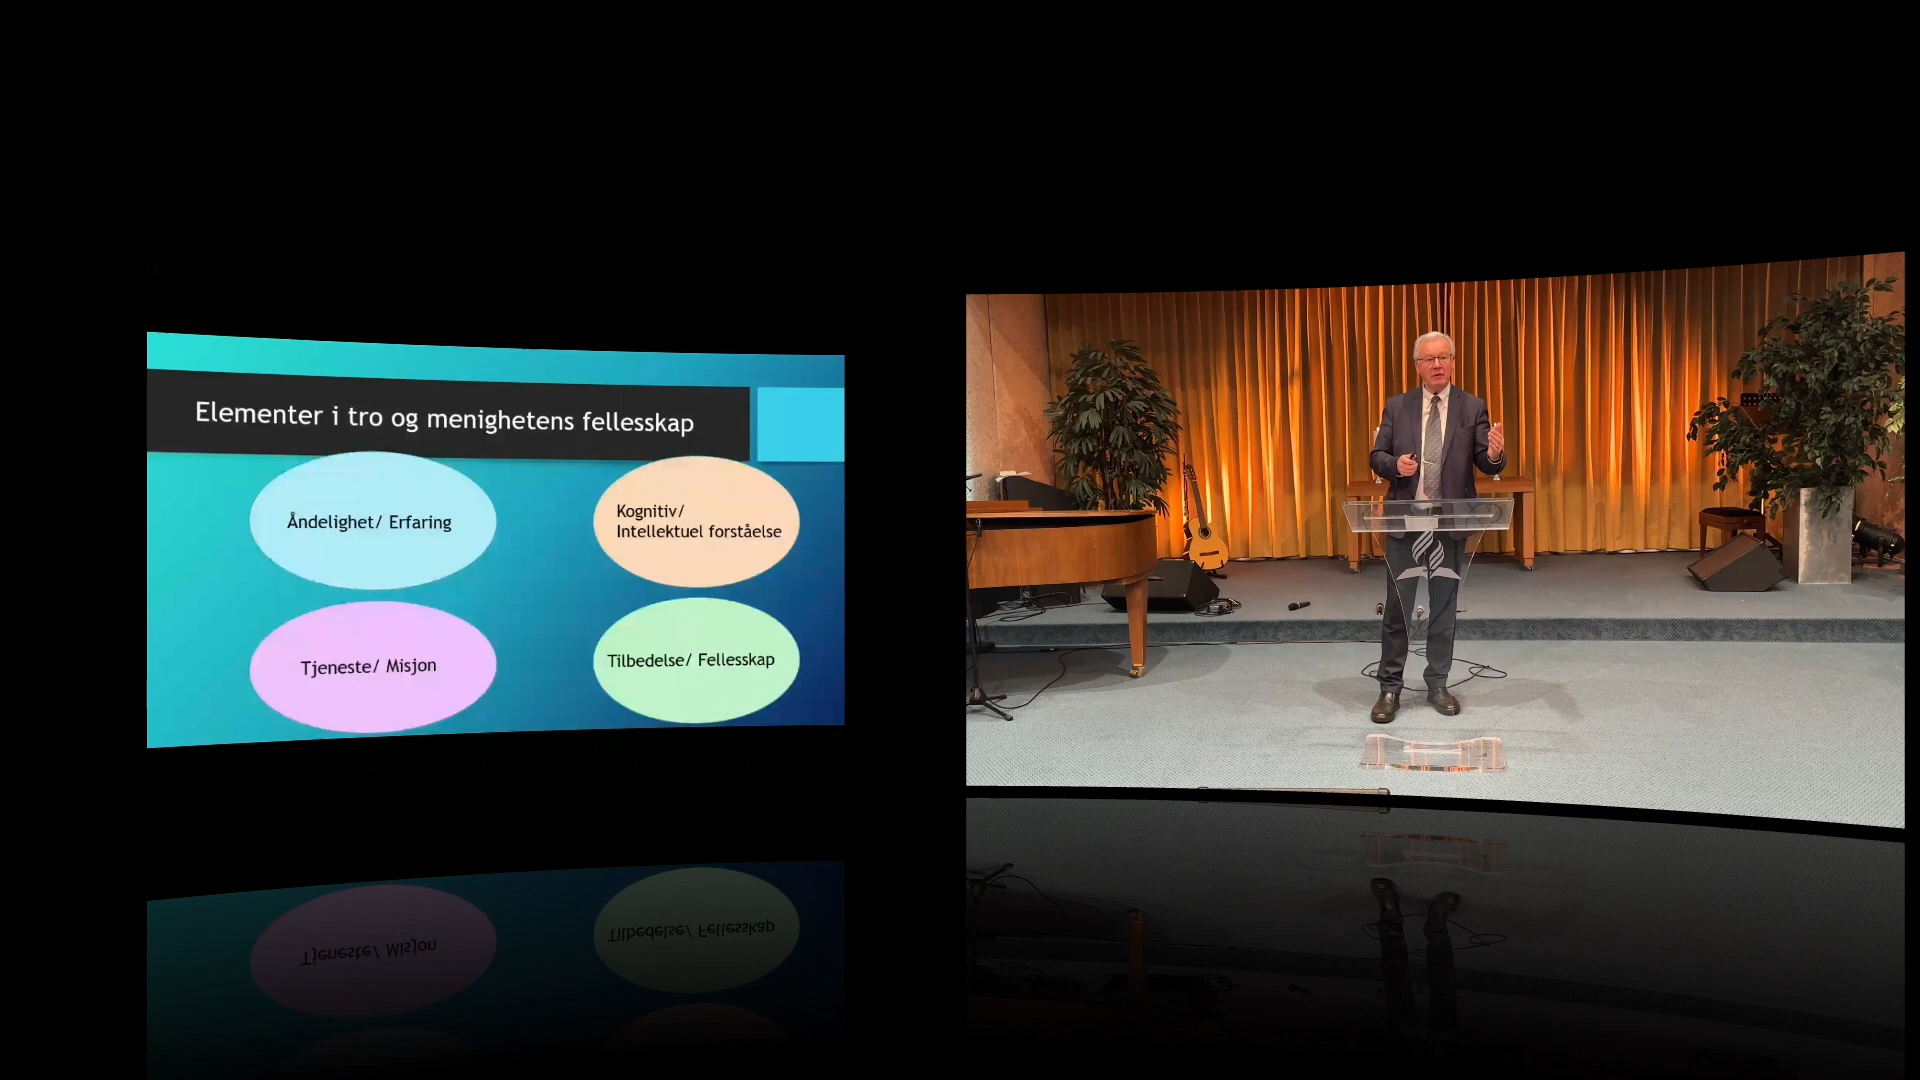 Elementer i tro og menighetens fellesskap
Åndelighet/ Erfaring
Kognitiv/
Intellektuel forståelse
Tjeneste/ Misjon
Tilbedelse/ Fellesskap